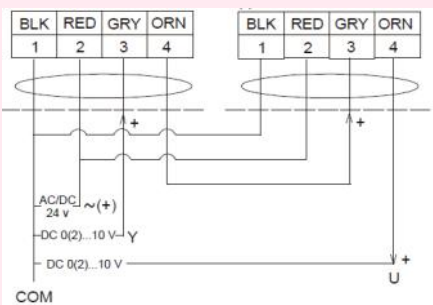 BLK RED GRY ORN BLK RED GRY ORN
1 2 3 4 1 2 3 4
+ +
AC/DC 24 v ~(+)
DC 0(2)...10 V Y
DC 0(2)...10 V +
U
COM